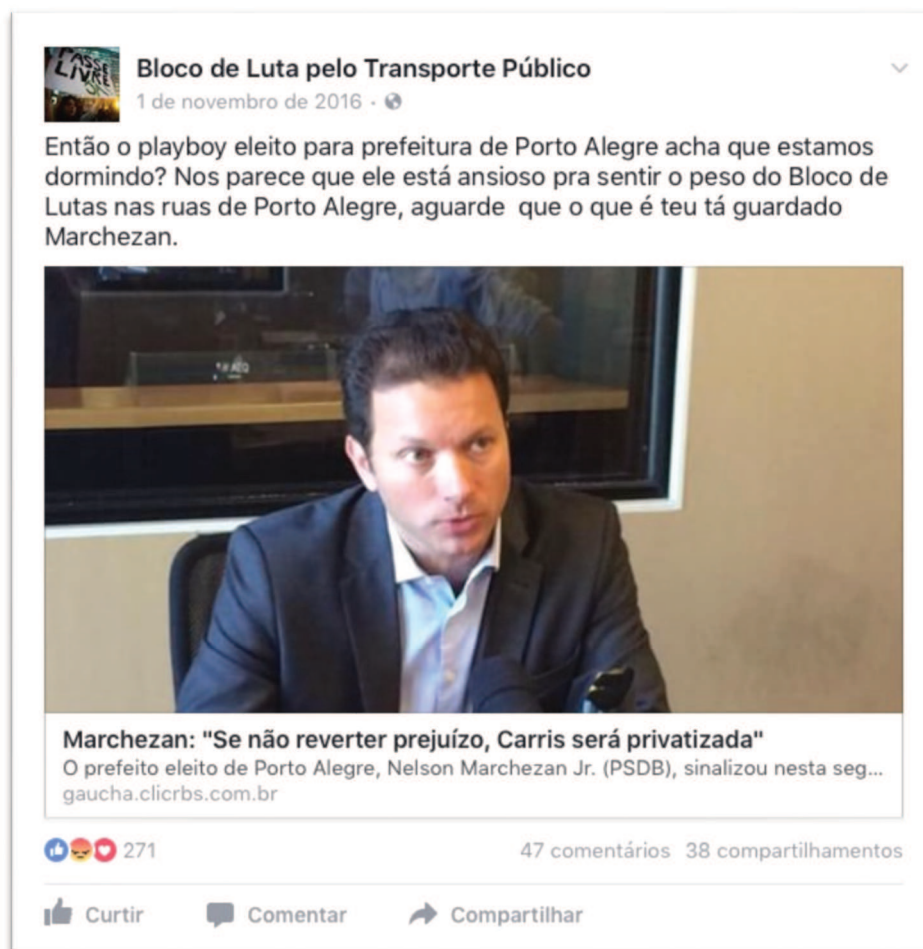 PASSE
LIVRE
Bloco de Luta pelo Transporte Público
1 de novembro de 2016 ·
Então o playboy eleito para prefeitura de Porto Alegre acha que estamos
dormindo? Nos parece que ele está ansioso pra sentir o peso do Bloco de
Lutas nas ruas de Porto Alegre, aguarde que o que é teu tá guardado
Marchezan.
Marchezan: "Se não reverter prejuízo, Carris será privatizada"
O prefeito eleito de Porto Alegre, Nelson Marchezan Jr. (PSDB), sinalizou nesta seg...
gaucha.clicrbs.com.br
271
47 comentários 38 compartilhamentos
Curtir Comentar Compartilhar